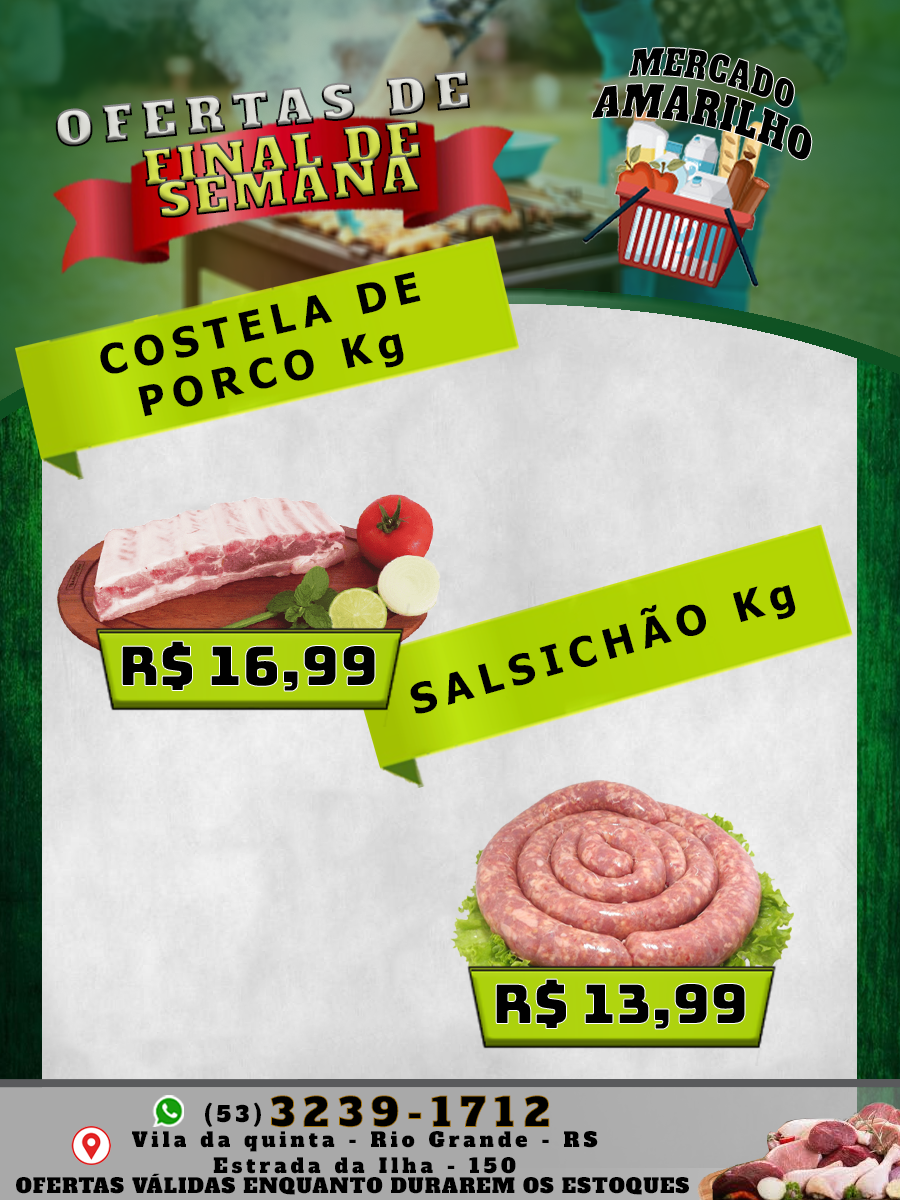 OFERTAS DE
FINAL DE
SEMANA
MERCADO
AMARILHO
COSTELA DE
PORCO Kg
R$ 16,99
SALSICHÃO Kg
R$ 13,99
(53) 3239-1712
Vila da quinta - Rio Grande - RS
Estrada da Ilha - 150
OFERTAS VÁLIDAS ENQUANTO DURAREM OS ESTOQUES